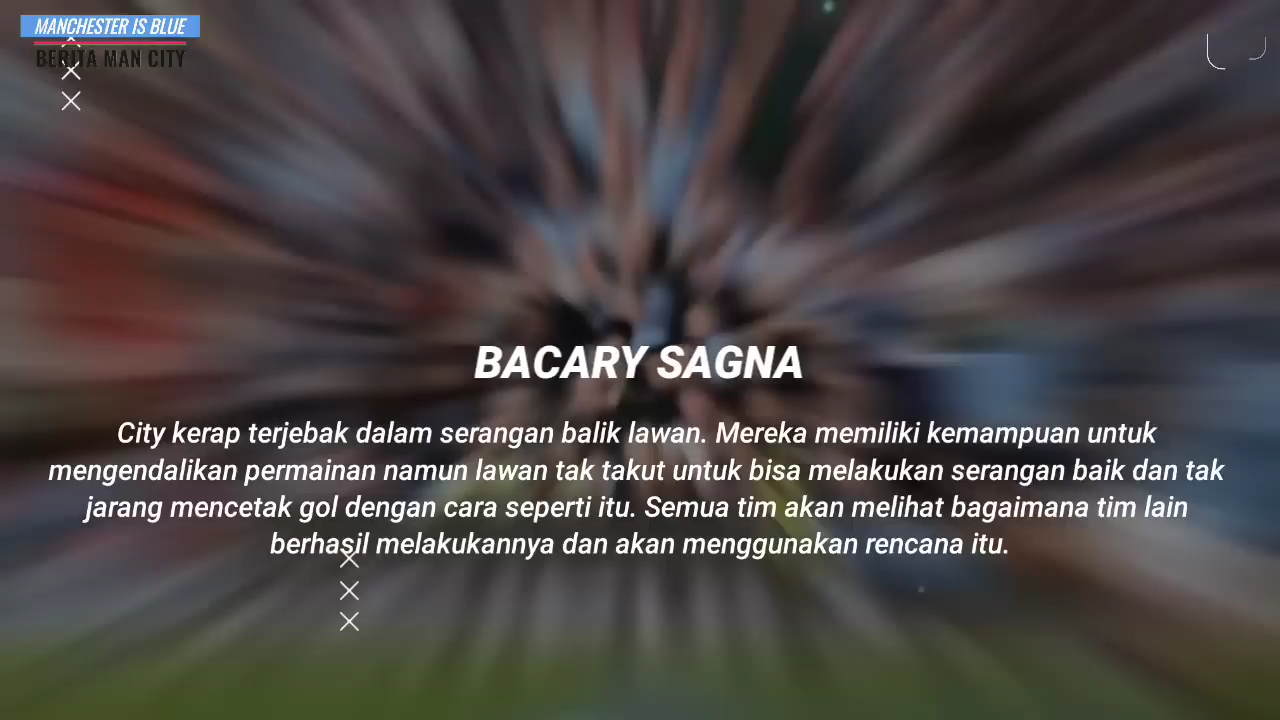 MANCHESTER IS BLUE
BERITA MAN CITY
BACARY SAGNA
City kerap terjebak dalam serangan balik lawan. Mereka memiliki kemampuan untuk
mengendalikan permainan namun lawan tak takut untuk bisa melakukan serangan baik dan tak
jarang mencetak gol dengan cara seperti itu. Semua tim akan melihat bagaimana tim lain
berhasil melakukannya dan akan menggunakan rencana itu.